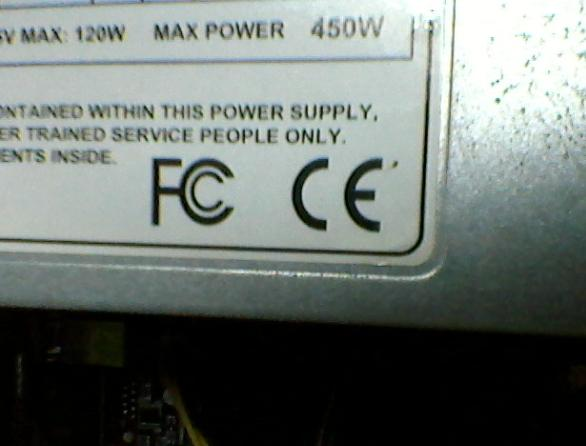 5V MAX: 120W MAX POWER 450W
ONTAINED WITHIN THIS POWER SUPPLY,
ER TRAINED SERVICE PEOPLE ONLY.
ENTS INSIDE.
FC CE